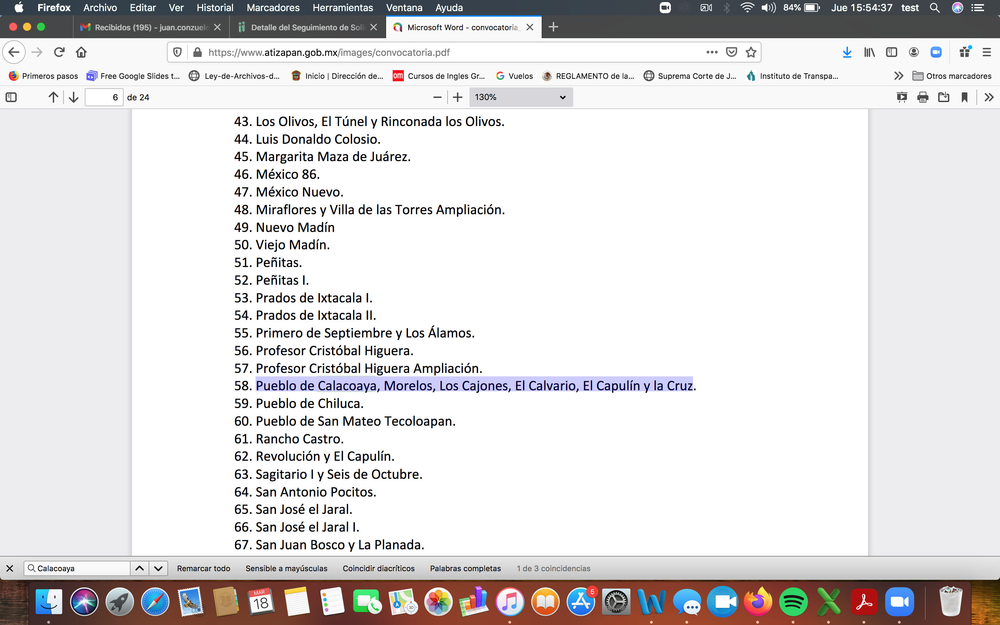 Firefox Archivo Editar Ver Historial Marcadores Herramientas Ventana Ayuda 84% Jue 15:54:37 test
Recibidos (195) - juan.conzuelo Detalle del Seguimiento de Soli Microsoft Word - convocatoria_
https://www.atizapan.gob.mx/images/convocatoria.pdf
Primeros pasos Free Google Slides t... Ley-de-Archivos-d... Inicio | Dirección de... om Cursos de Ingles Gr... Vuelos REGLAMENTO de la... Suprema Corte de J... Instituto de Transpa... Otros marcadores
6 de 24 130%
43. Los Olivos, El Túnel y Rinconada los Olivos.
44. Luis Donaldo Colosio.
45. Margarita Maza de Juárez.
46. México 86.
47. México Nuevo.
48. Miraflores y Villa de las Torres Ampliación.
49. Nuevo Madín
50. Viejo Madín.
51. Peñitas.
52. Peñitas I.
53. Prados de Ixtacala I.
54. Prados de Ixtacala II.
55. Primero de Septiembre y Los Álamos.
56. Profesor Cristóbal Higuera.
57. Profesor Cristóbal Higuera Ampliación.
58. Pueblo de Calacoaya, Morelos, Los Cajones, El Calvario, El Capulín y la Cruz.
59. Pueblo de Chiluca.
60. Pueblo de San Mateo Tecoloapan.
61. Rancho Castro.
62. Revolución y El Capulín.
63. Sagitario I y Seis de Octubre.
64. San Antonio Pocitos.
65. San José el Jaral.
66. San José el Jaral I.
67. San Juan Bosco y La Planada.
Calacoaya Remarcar todo Sensible a mayúsculas Coincidir diacríticos Palabras completas 1 de 3 coincidencias
MAR
18
3D
5